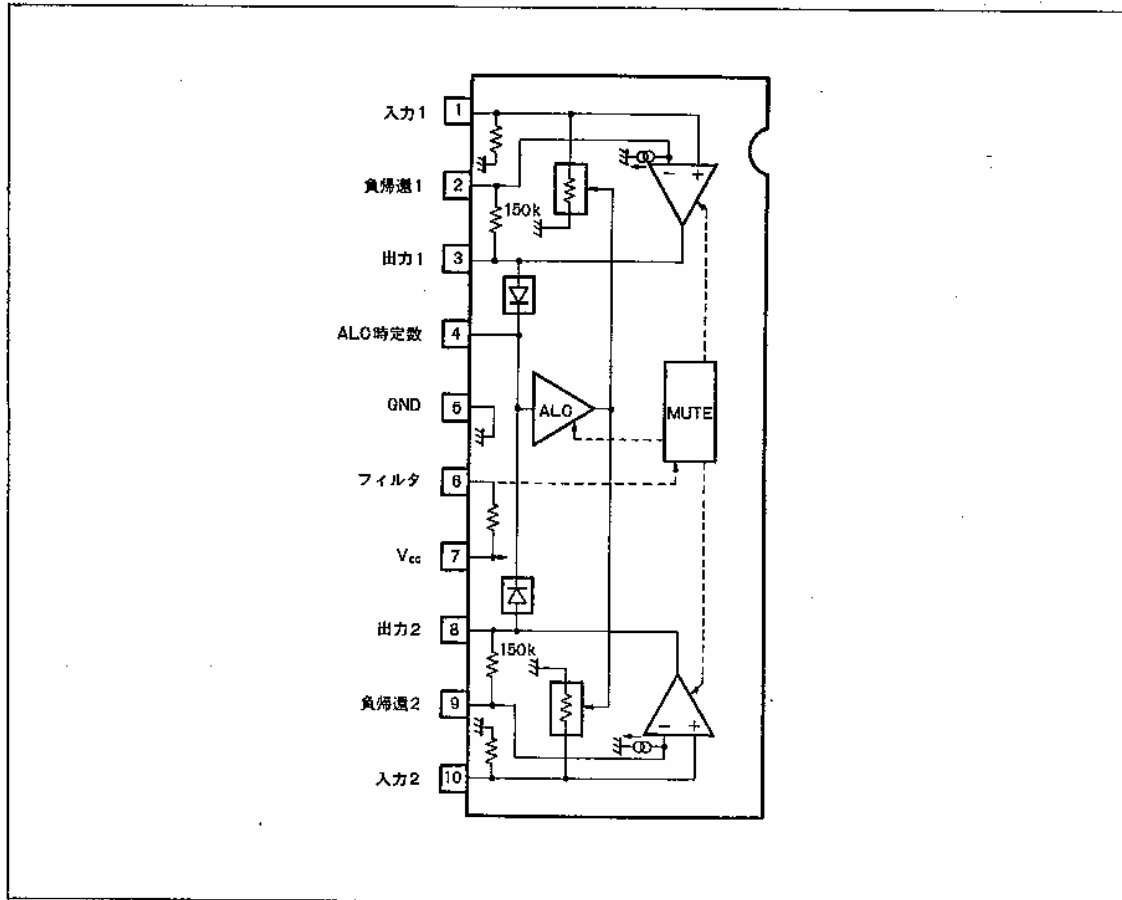 入力1 1
負帰還1 2
150k
出力1 3
ALC時定数 4
GND 5
ALC
MUTE
フィルタ 6
Vcc 7
出力2 8
150k
負帰還2 9
入力2 10